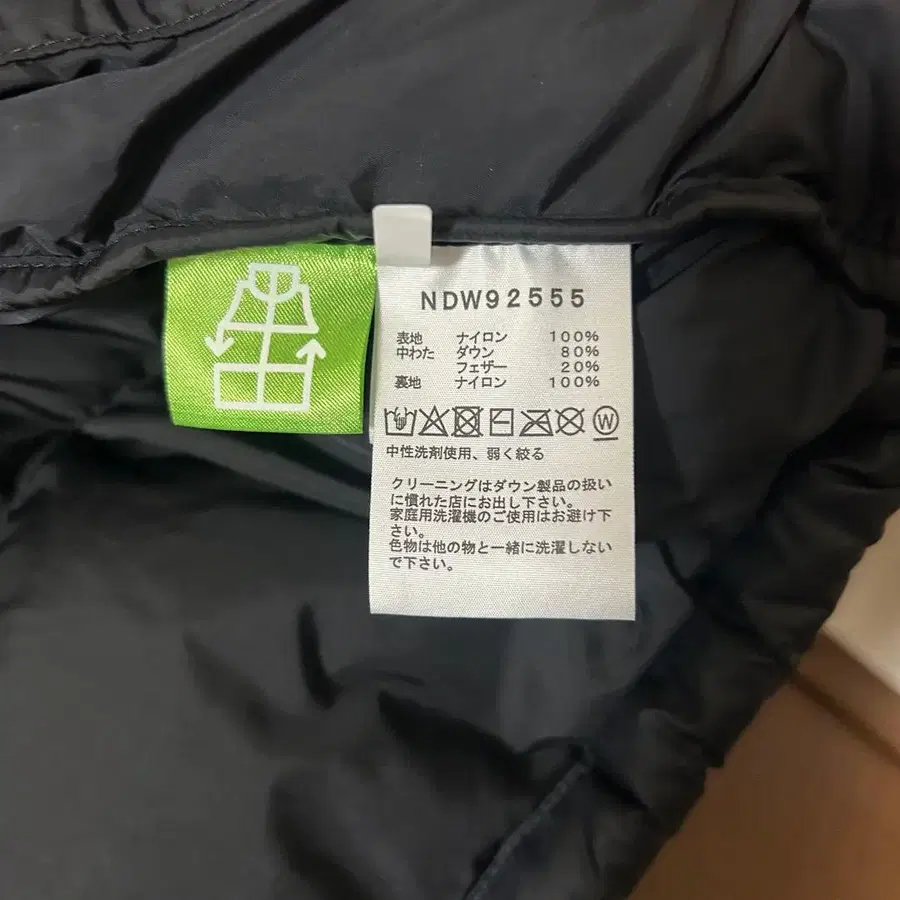 NDW92555
表地 ナイロン 100%
中わた ダウン 80%
フェザー 20%
裏地 ナイロン 100%
W
中性洗剤使用、弱く絞る
クリーニングはダウン製品の扱い
に慣れた店にお出し下さい。
家庭用洗濯機のご使用はお避け下
さい。
色物は他の物と一緒に洗濯しない
で下さい。